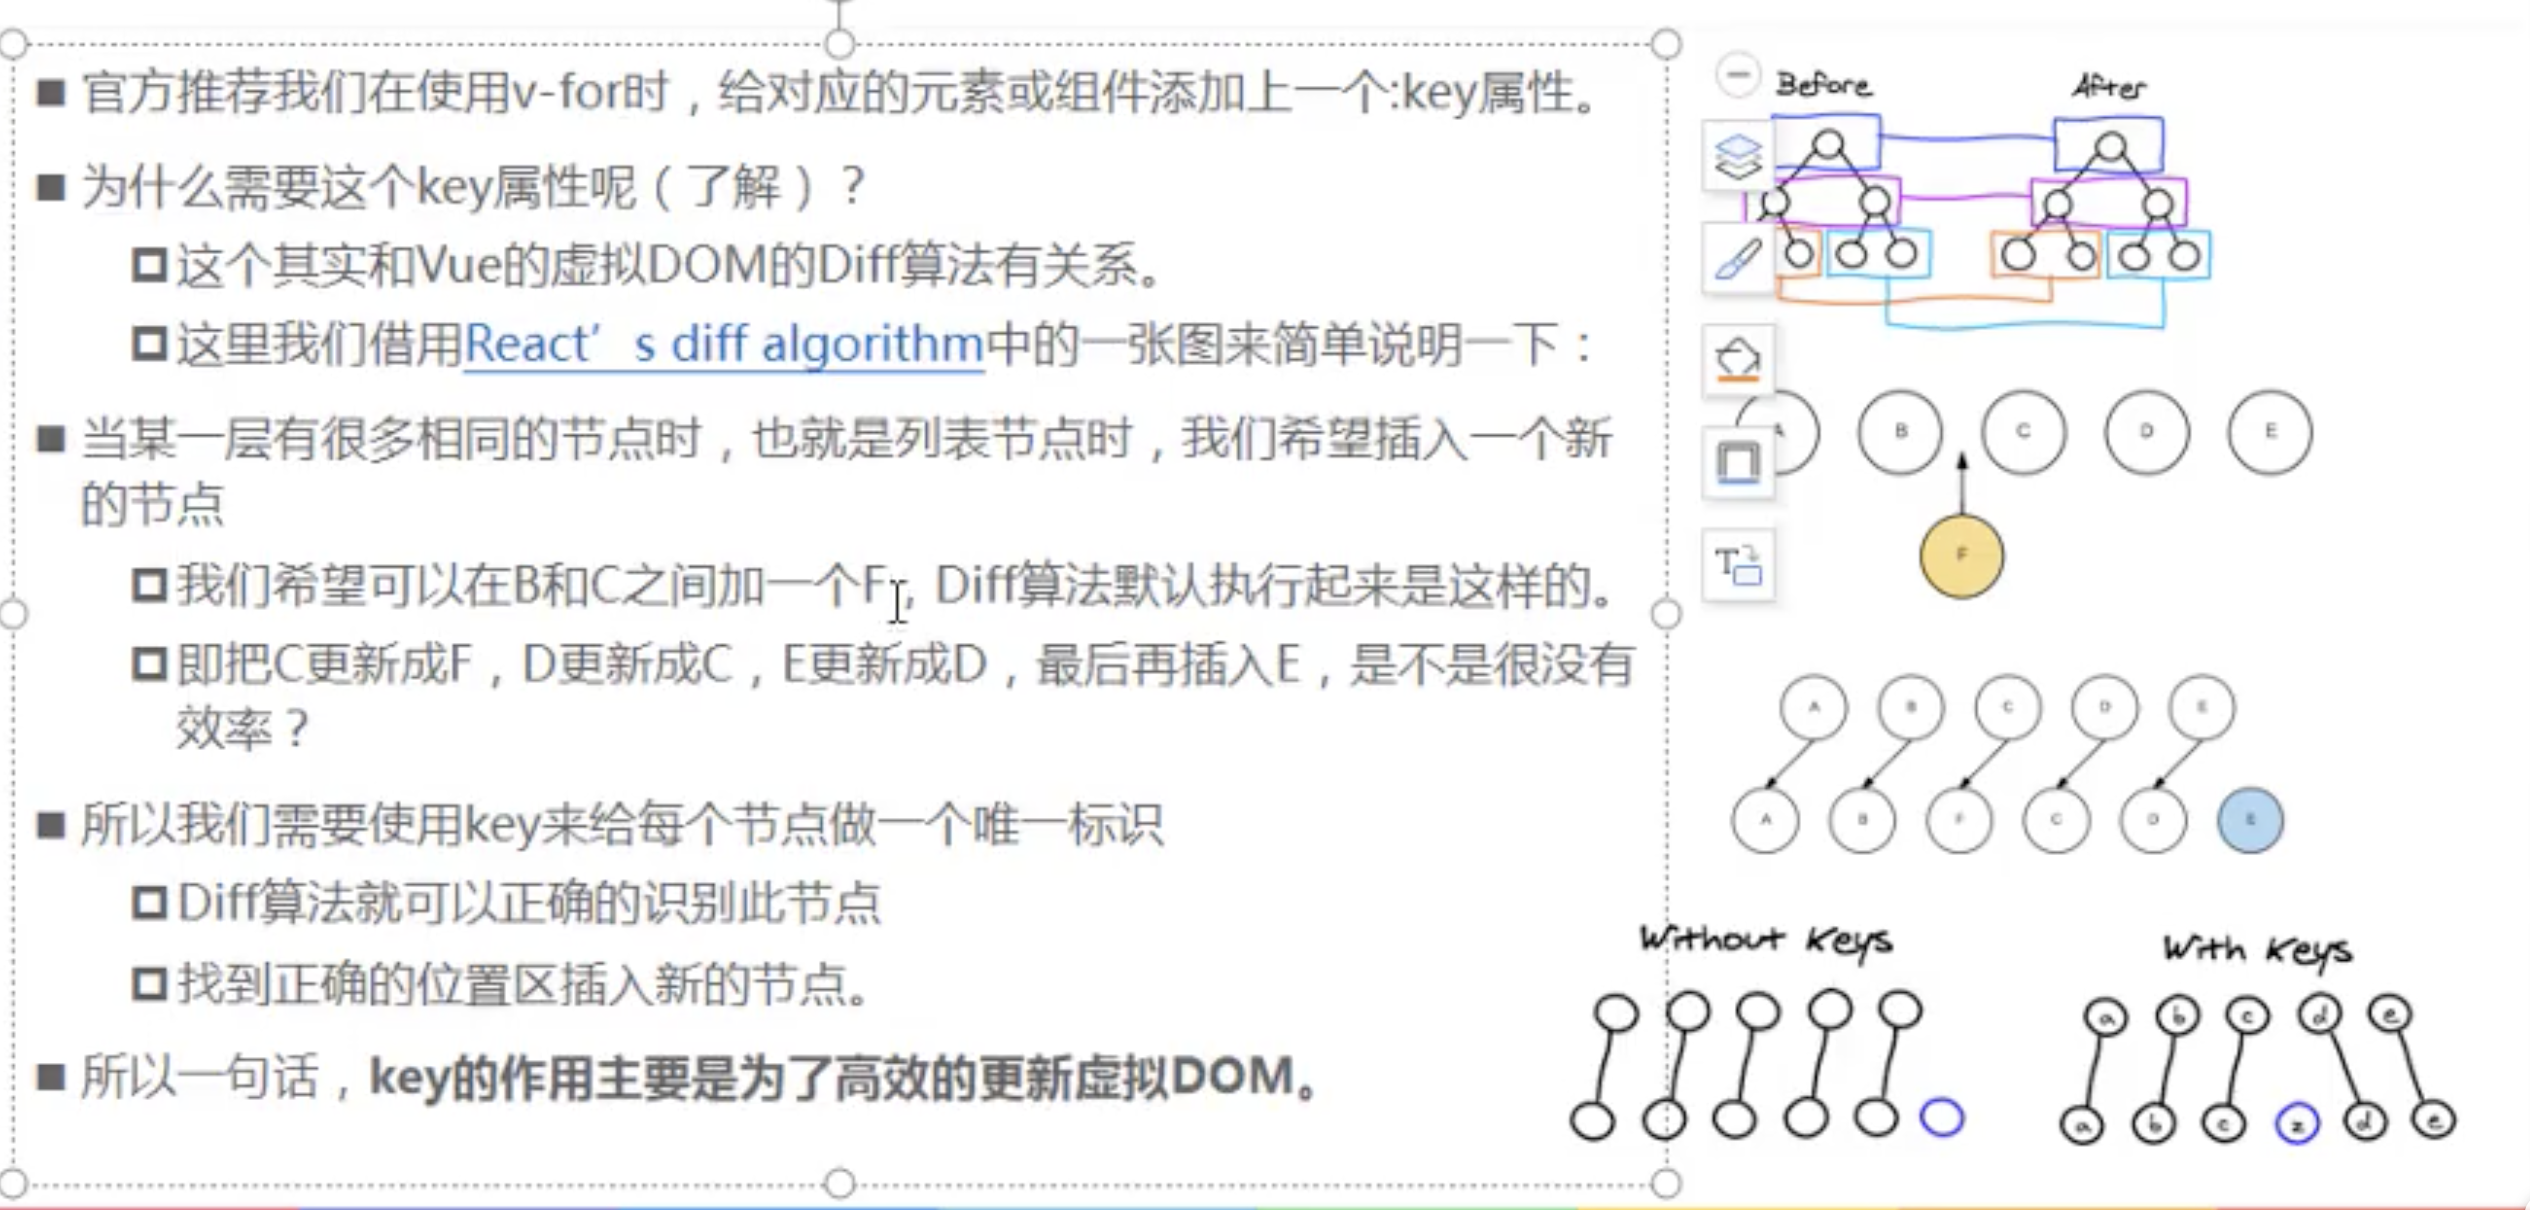 官方推荐我们在使用v-for时，给对应的元素或组件添加上一个:key属性。
为什么需要这个key属性呢（了解）？
这个其实和Vue的虚拟DOM的Diff算法有关系。
这里我们借用React's diff algorithm中的一张图来简单说明一下：
当某一层有很多相同的节点时，也就是列表节点时，我们希望插入一个新
的节点
我们希望可以在B和C之间加一个F，Diff算法默认执行起来是这样的。
即把C更新成F，D更新成C，E更新成D，最后再插入E，是不是很没有
效率？
所以我们需要使用key来给每个节点做一个唯一标识
Diff算法就可以正确的识别此节点
找到正确的位置区插入新的节点。
所以一句话，key的作用主要是为了高效的更新虚拟DOM。
Before After
A B C D E
F
A B C D E
A B F C D E
Without Keys
With Keys
a b c d e
a b c z d e